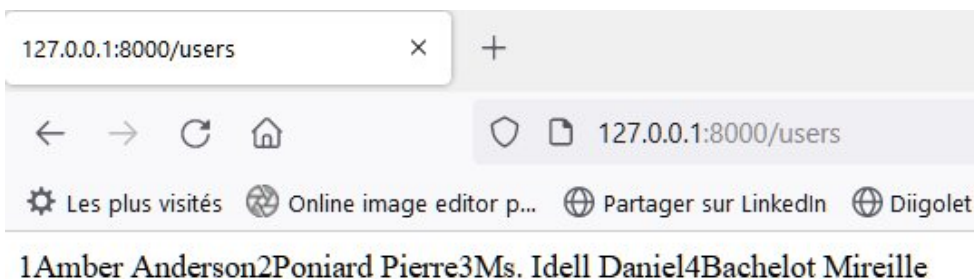 127.0.0.1:8000/users
127.0.0.1:8000/users
Les plus visités Online image editor p... Partager sur LinkedIn Diigolet
1Amber Anderson2Poniard Pierre3Ms. Idell Daniel4Bachelot Mireille